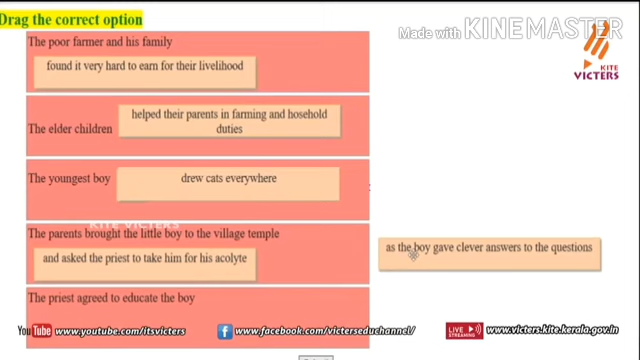 Drag the correct option
Made with KINEMASTER
The poor farmer and his family
found it very hard to earn for their livelihood
KITE
VICTERS
helped their parents in farming and hosehold
The elder children
duties
The youngest boy
drew cats everywhere
KITE VICTERS
The parents brought the little boy to the village temple
as the boy gave clever answers to the questions
and asked the priest to take him for his acolyte
The priest agreed to educate the boy
YouTube www.youtube.com/itsvicters
f www.facebook.com/victerseduchannel/
LIVE STREAMING www.victers.kite.kerala.gov.in